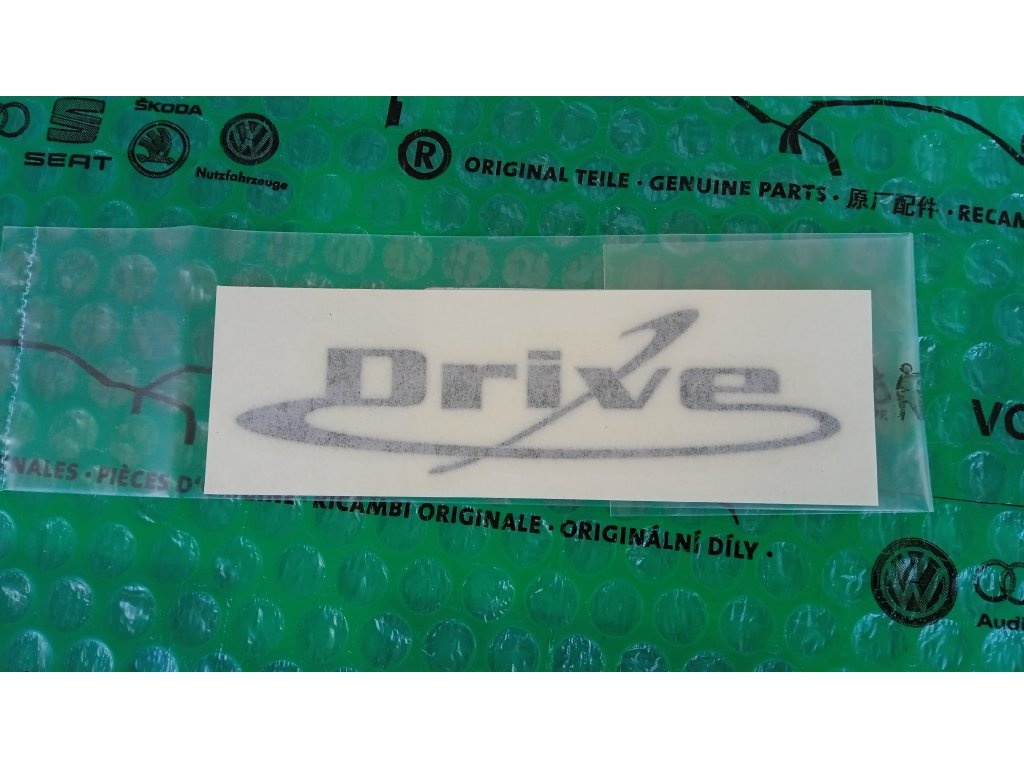 SEAT
ŠKODA
Nutzfahrzeuge
® ORIGINAL TEILE · GENUINE PARTS · 原厂配件 · RECAM
Drive
NALES · PIÈCES D'ORIGINE · RICAMBI ORIGINALE · ORIGINÁLNÍ DÍLY ·
VO
Audi